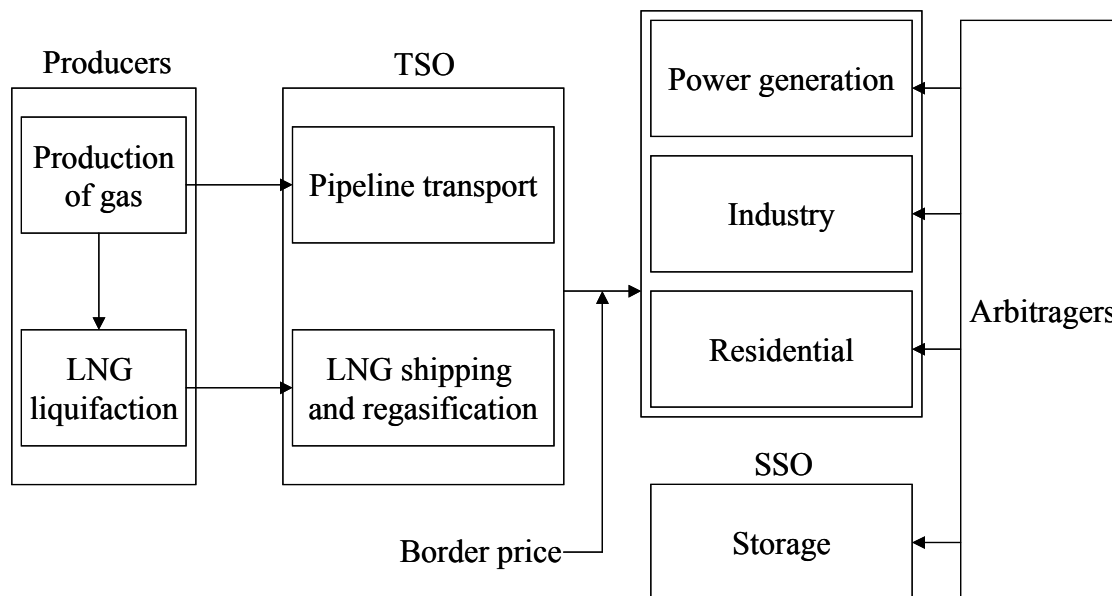 Producers
Production
of gas
LNG
liquifaction
TSO
Pipeline transport
LNG shipping
and regasification
Border price
Power generation
Industry
Residential
SSO
Storage
Arbitragers